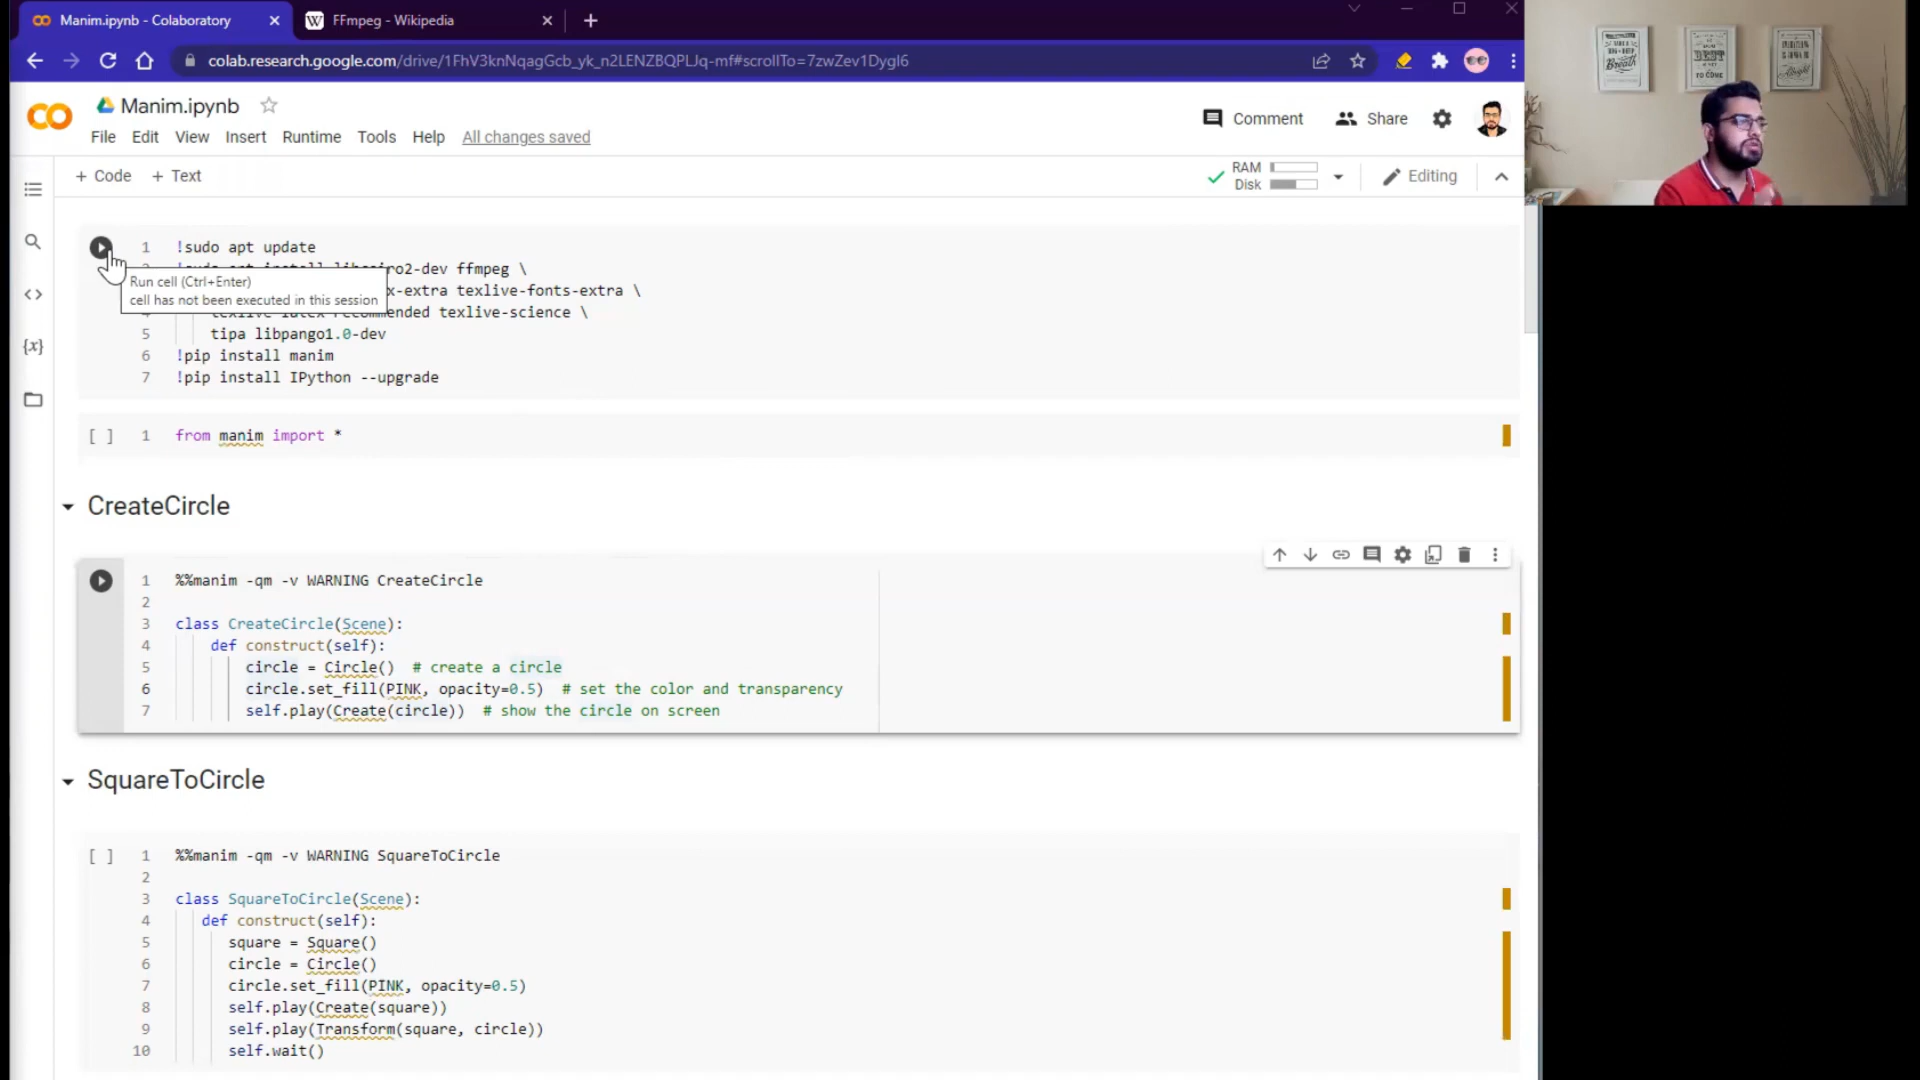 Manim.ipynb - Colaboratory
FFmpeg - Wikipedia
colab.research.google.com/drive/1FhV3knNqagGcb_yk_n2LENZBQPLJq-mf#scrollTo=7zwZev1Dygl6
Manim.ipynb
Comment
Share
File Edit View Insert Runtime Tools Help All changes saved
+ Code + Text
RAM
Disk
Editing
1 !sudo apt update
ro2-dev ffmpeg \
Run cell (Ctrl+Enter)
x-extra texlive-fonts-extra \
cell has not been executed in this session
mended texlive-science \
5 tipa libpango1.0-dev
6 !pip install manim
7 !pip install IPython --upgrade
[ ] 1 from manim import *
CreateCircle
1 %%manim -qm -v WARNING CreateCircle
2
3 class CreateCircle(Scene):
4 def construct(self):
5 circle = Circle() # create a circle
6 circle.set_fill(PINK, opacity=0.5) # set the color and transparency
7 self.play(Create(circle)) # show the circle on screen
SquareToCircle
[ ] 1 %%manim -qm -v WARNING SquareToCircle
2
3 class SquareToCircle(Scene):
4 def construct(self):
5 square = Square()
6 circle = Circle()
7 circle.set_fill(PINK, opacity=0.5)
8 self.play(Create(square))
9 self.play(Transform(square, circle))
10 self.wait()
Breath
BEST
TO COME
Alright